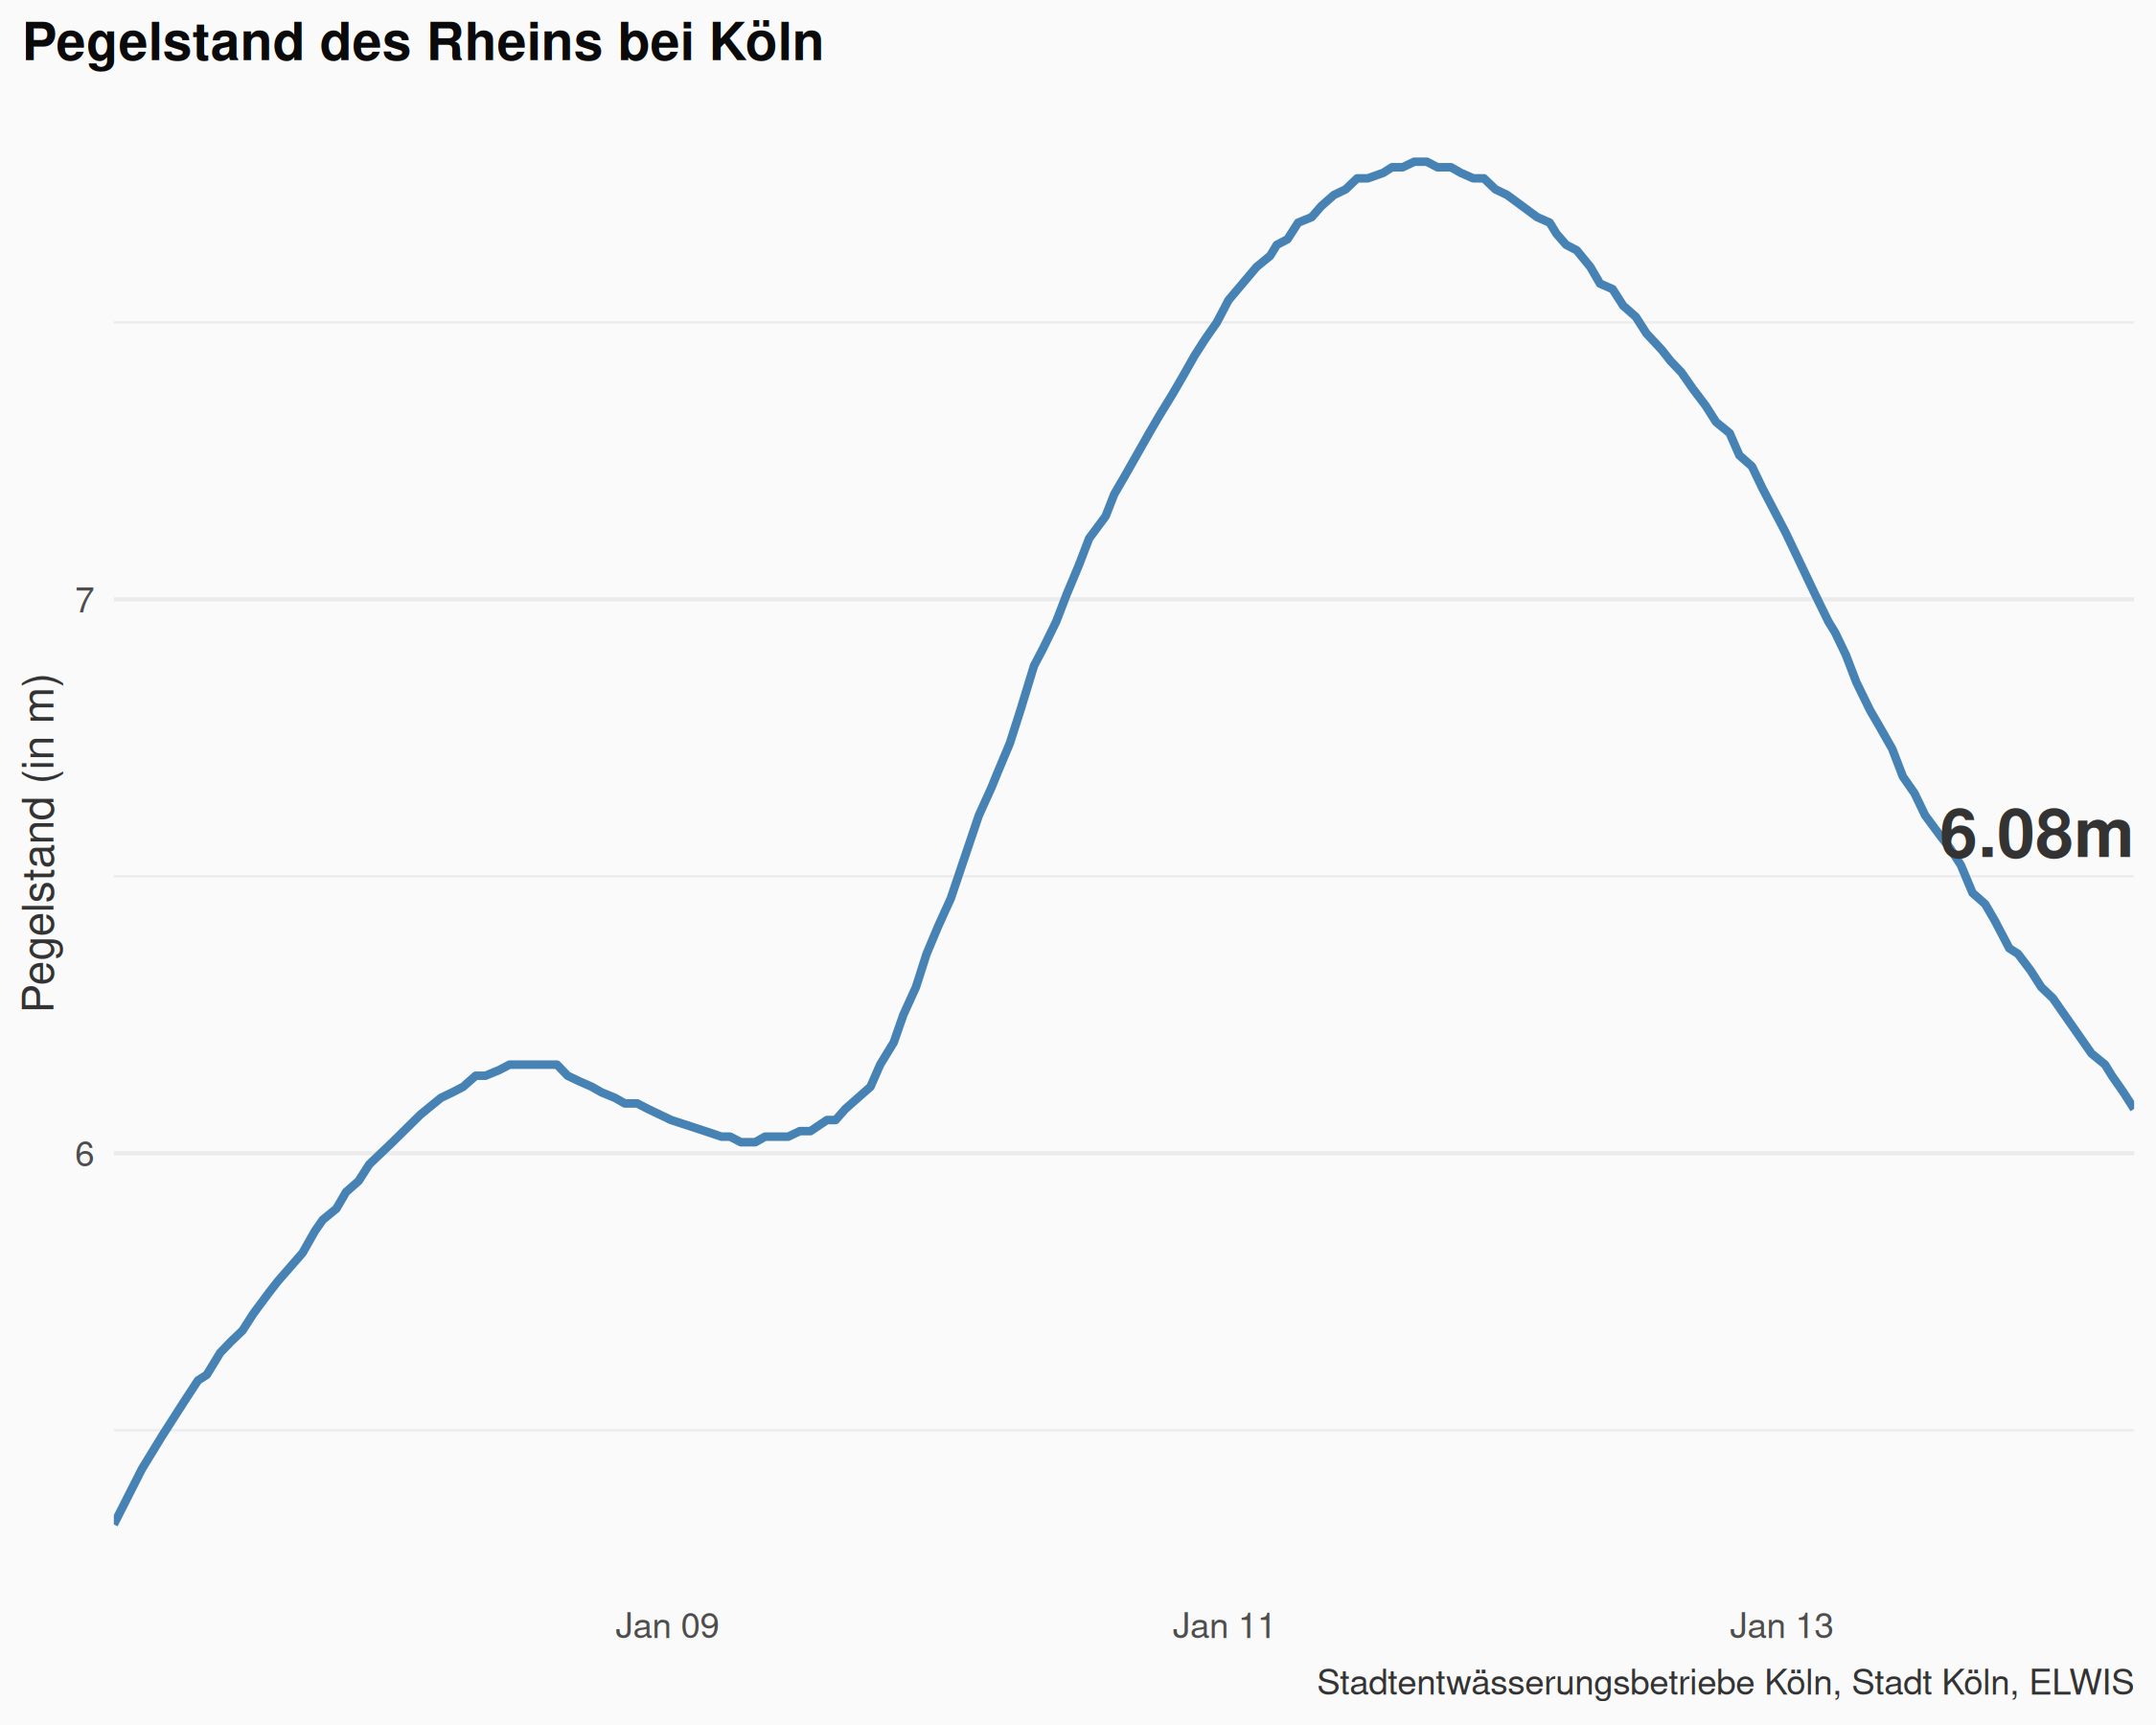 Pegelstand des Rheins bei Köln
Pegelstand (in m)
7
6
6.08m
Jan 09
Jan 11
Jan 13
Stadtentwässerungsbetriebe Köln, Stadt Köln, ELWIS